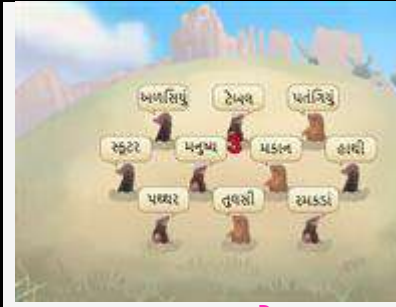 અળસિયું ટેબલ પતંગિયું
સ્કૂટર મનુષ્ય મકાન હાથી
પથ્થર તુલસી રમકડાં